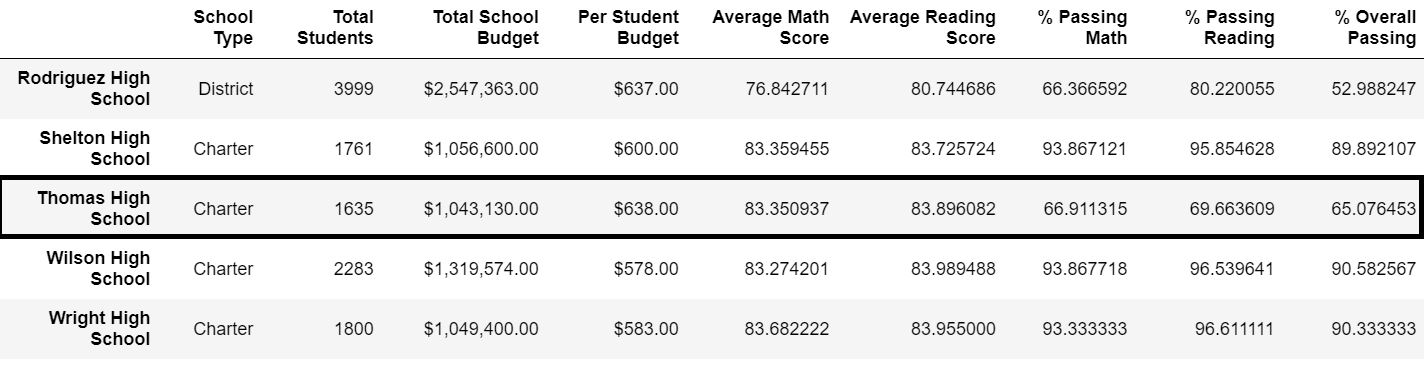 School Type Total Students Total School Budget Per Student Budget Average Math Score Average Reading Score % Passing Math % Passing Reading % Overall Passing
Rodriguez High School District 3999 $2,547,363.00 $637.00 76.842711 80.744686 66.366592 80.220055 52.988247
Shelton High School Charter 1761 $1,056,600.00 $600.00 83.359455 83.725724 93.867121 95.854628 89.892107
Thomas High School Charter 1635 $1,043,130.00 $638.00 83.350937 83.896082 66.911315 69.663609 65.076453
Wilson High School Charter 2283 $1,319,574.00 $578.00 83.274201 83.989488 93.867718 96.539641 90.582567
Wright High School Charter 1800 $1,049,400.00 $583.00 83.682222 83.955000 93.333333 96.611111 90.333333